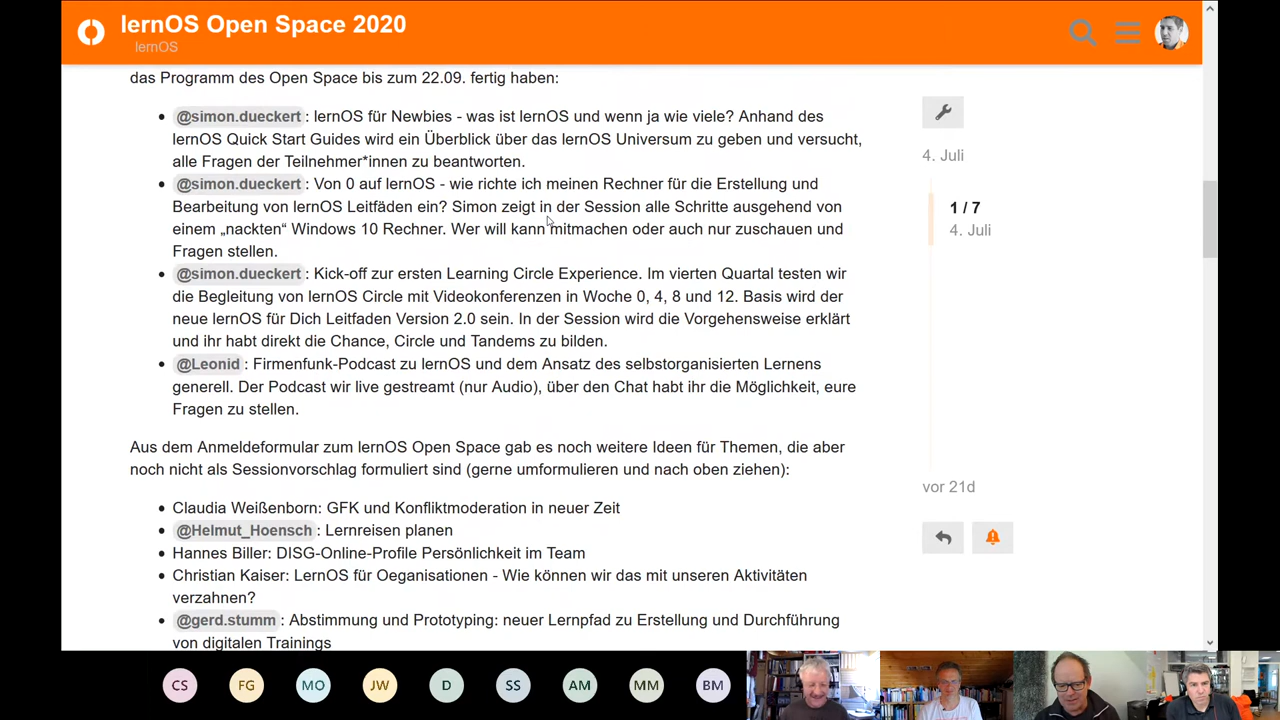 lernOS Open Space 2020
lernOS
das Programm des Open Space bis zum 22.09. fertig haben:
@simon.dueckert : lernOS für Newbies - was ist lernOS und wenn ja wie viele? Anhand des
lernOS Quick Start Guides wird ein Überblick über das lernOS Universum zu geben und versucht,
alle Fragen der Teilnehmer*innen zu beantworten.
@simon.dueckert : Von 0 auf lernOS - wie richte ich meinen Rechner für die Erstellung und
Bearbeitung von lernOS Leitfäden ein? Simon zeigt in der Session alle Schritte ausgehend von
einem „nackten“ Windows 10 Rechner. Wer will kann mitmachen oder auch nur zuschauen und
Fragen stellen.
@simon.dueckert : Kick-off zur ersten Learning Circle Experience. Im vierten Quartal testen wir
die Begleitung von lernOS Circle mit Videokonferenzen in Woche 0, 4, 8 und 12. Basis wird der
neue lernOS für Dich Leitfaden Version 2.0 sein. In der Session wird die Vorgehensweise erklärt
und ihr habt direkt die Chance, Circle und Tandems zu bilden.
@Leonid : Firmenfunk-Podcast zu lernOS und dem Ansatz des selbstorganisierten Lernens
generell. Der Podcast wir live gestreamt (nur Audio), über den Chat habt ihr die Möglichkeit, eure
Fragen zu stellen.
Aus dem Anmeldeformular zum lernOS Open Space gab es noch weitere Ideen für Themen, die aber
noch nicht als Sessionvorschlag formuliert sind (gerne umformulieren und nach oben ziehen):
Claudia Weißenborn: GFK und Konfliktmoderation in neuer Zeit
@Helmut_Hoensch : Lernreisen planen
Hannes Biller: DISG-Online-Profile Persönlichkeit im Team
Christian Kaiser: LernOS für Oeganisationen - Wie können wir das mit unseren Aktivitäten
verzahnen?
@gerd.stumm : Abstimmung und Prototyping: neuer Lernpfad zu Erstellung und Durchführung
von digitalen Trainings
4. Juli
1 / 7
4. Juli
vor 21d
CS FG MO JW D SS AM MM BM